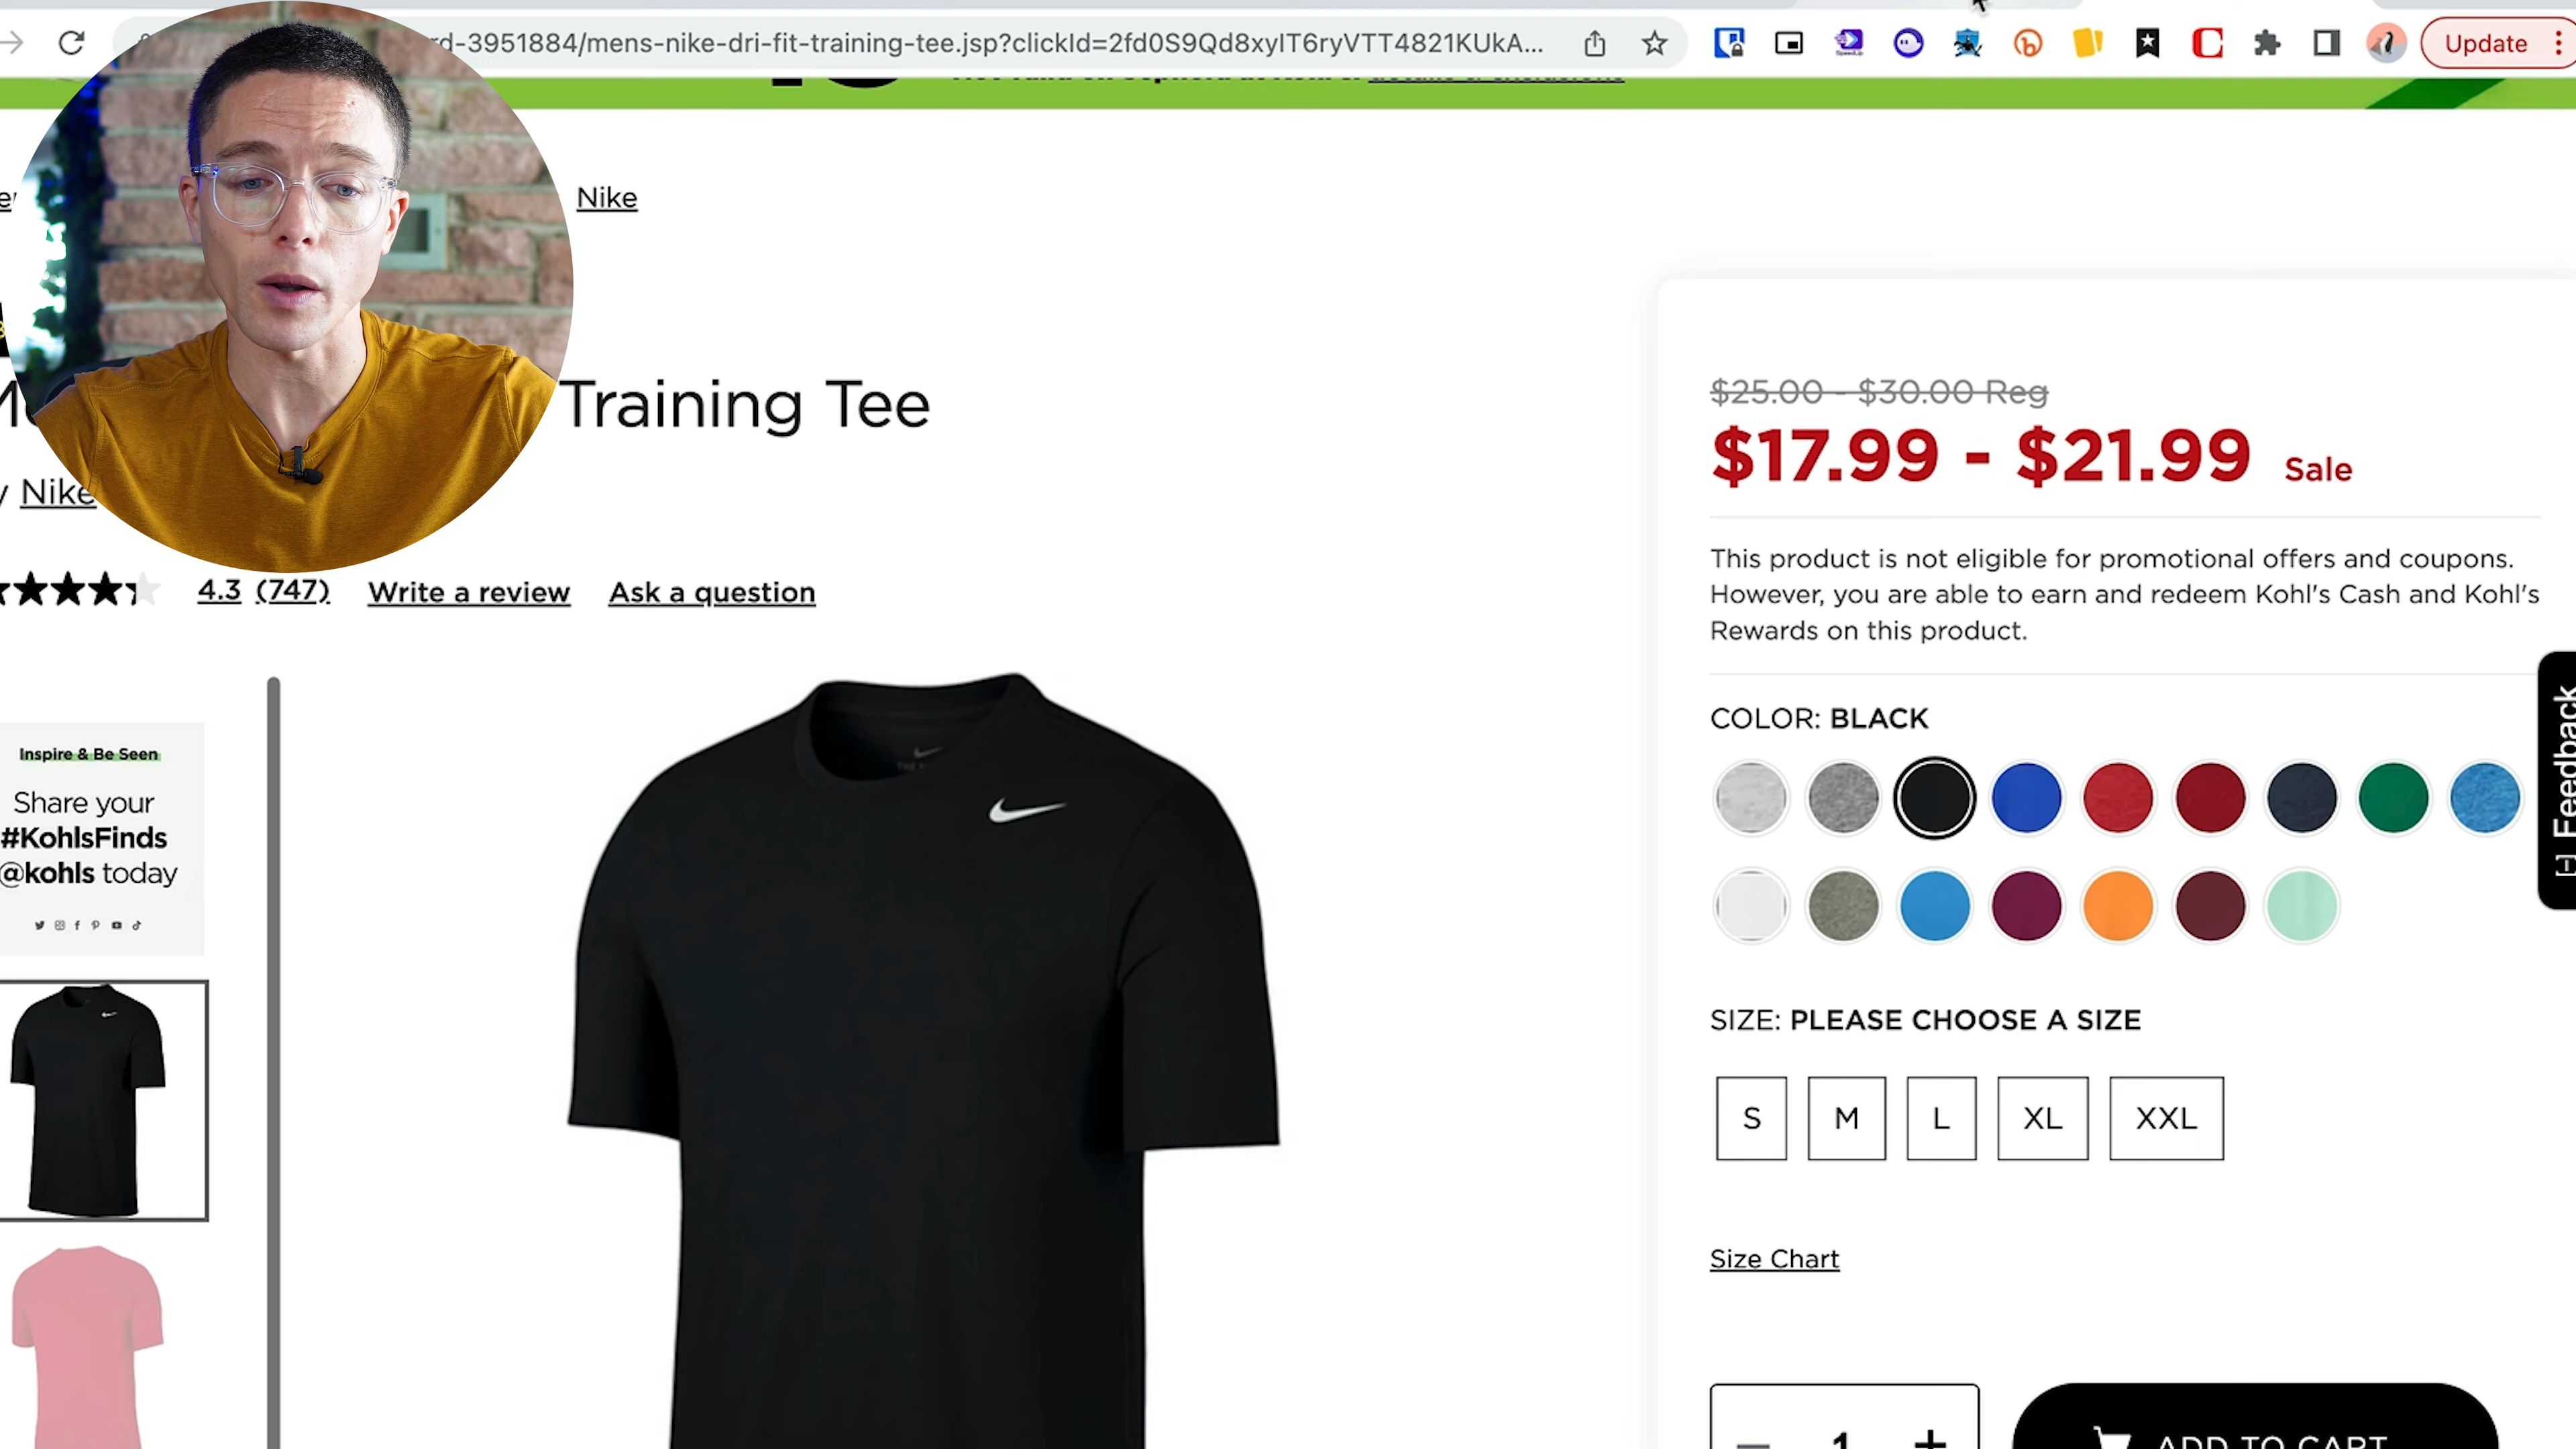 rd-3951884/mens-nike-dri-fit-training-tee.jsp?clickId=2fd0S9Qd8xyIT6ryVTT4821KUkA...
Update
Nike
Training Tee
Nike
4.3 (747) Write a review Ask a question
Inspire & Be Seen
Share your
#KohlsFinds
@kohls today
$25.00 - $30.00 Reg
$17.99 - $21.99 Sale
This product is not eligible for promotional offers and coupons.
However, you are able to earn and redeem Kohl's Cash and Kohl's
Rewards on this product.
COLOR: BLACK
SIZE: PLEASE CHOOSE A SIZE
S M L XL XXL
Size Chart
- 1 +
ADD TO CART
[-] Feedback